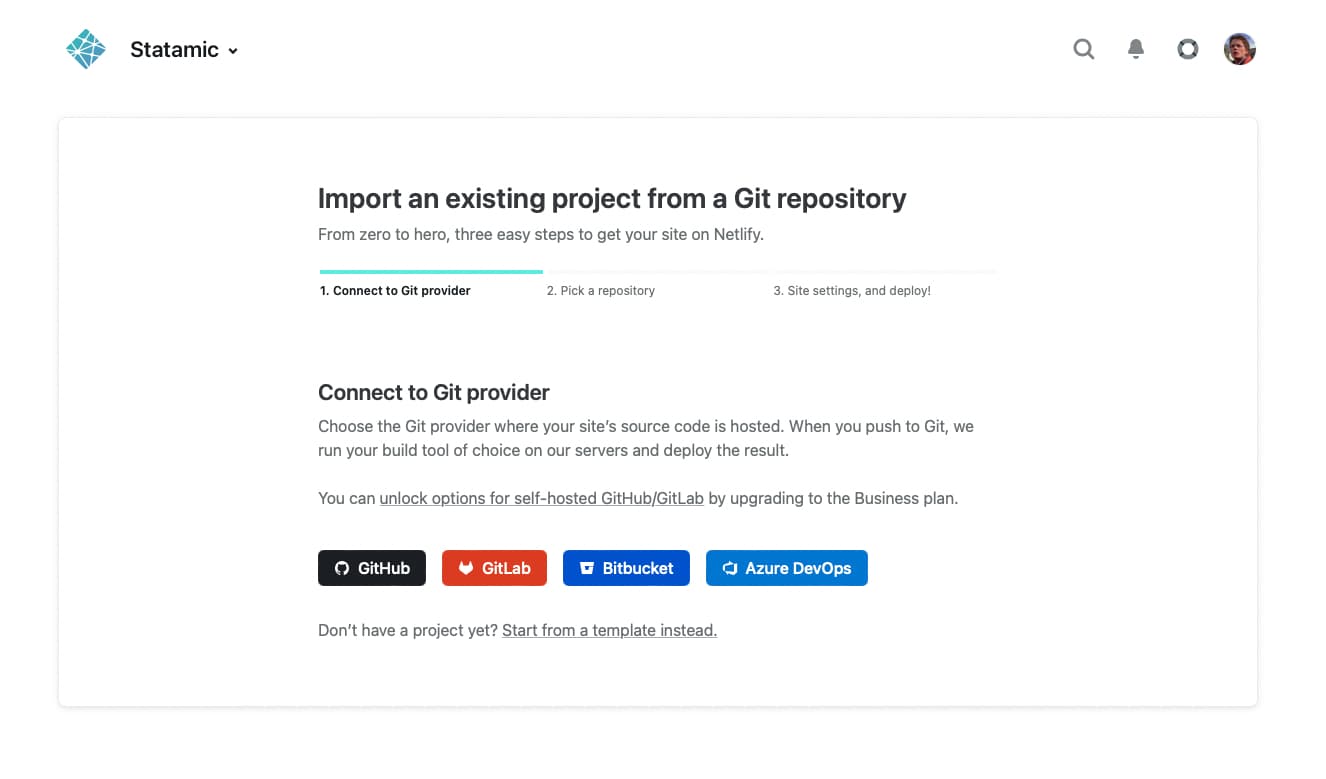 Statamic
Import an existing project from a Git repository
From zero to hero, three easy steps to get your site on Netlify.
1. Connect to Git provider
2. Pick a repository
3. Site settings, and deploy!
Connect to Git provider
Choose the Git provider where your site’s source code is hosted. When you push to Git, we
run your build tool of choice on our servers and deploy the result.
You can unlock options for self-hosted GitHub/GitLab by upgrading to the Business plan.
GitHub
GitLab
Bitbucket
Azure DevOps
Don’t have a project yet? Start from a template instead.